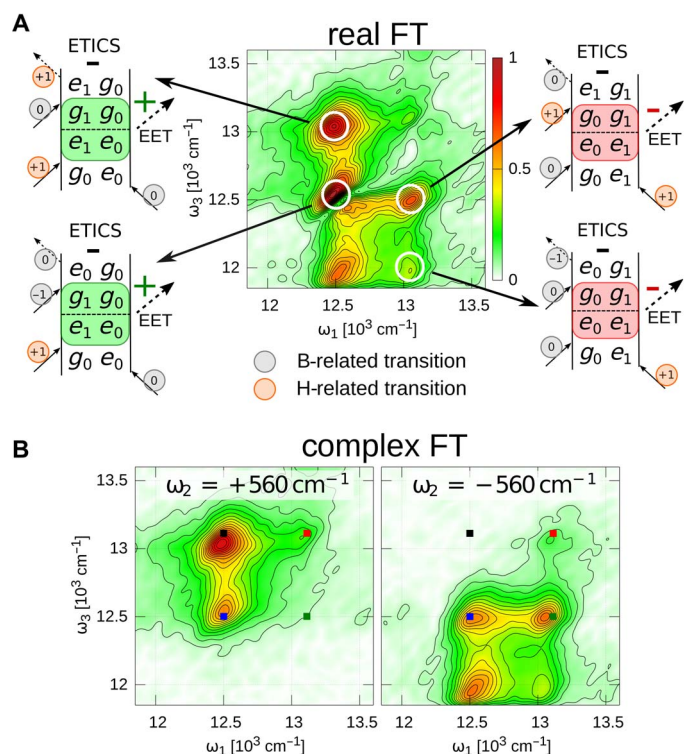 A
real FT
ETICS
−
+1
e₁ g₀
0
g₁ g₀
+
e₁ e₀
EET
+1
g₀ e₀
0
ETICS
−
0
e₀ g₀
−1
g₁ g₀
+
e₁ e₀
EET
+1
g₀ e₀
0
ω₃ [10³ cm⁻¹]
13
12.5
12
12 12.5 13 13.5
ω₁ [10³ cm⁻¹]
1
0.5
0
B-related transition
H-related transition
ETICS
−
0
e₁ g₁
+1
g₀ g₁
−
e₀ e₁
EET
0
g₀ e₁
+1
ETICS
−
−1
e₀ g₁
0
g₀ g₁
−
e₀ e₁
EET
0
g₀ e₁
+1
B
complex FT
ω₂ = +560 cm⁻¹
ω₂ = −560 cm⁻¹
ω₃ [10³ cm⁻¹]
13.5
13
12.5
12
12 12.5 13 13.5
12 12.5 13 13.5
ω₁ [10³ cm⁻¹]
ω₁ [10³ cm⁻¹]